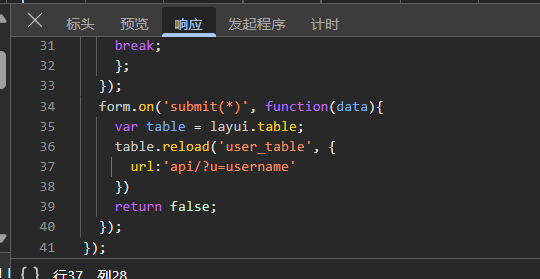 标头 预览 响应 发起程序 计时
31 break;
32 };
33 });
34 form.on('submit(*)', function(data){
35 var table = layui.table;
36 table.reload('user_table', {
37 url:'api/?u=username'
38 })
39 return false;
40 });
41 });
{ } 行37，列28